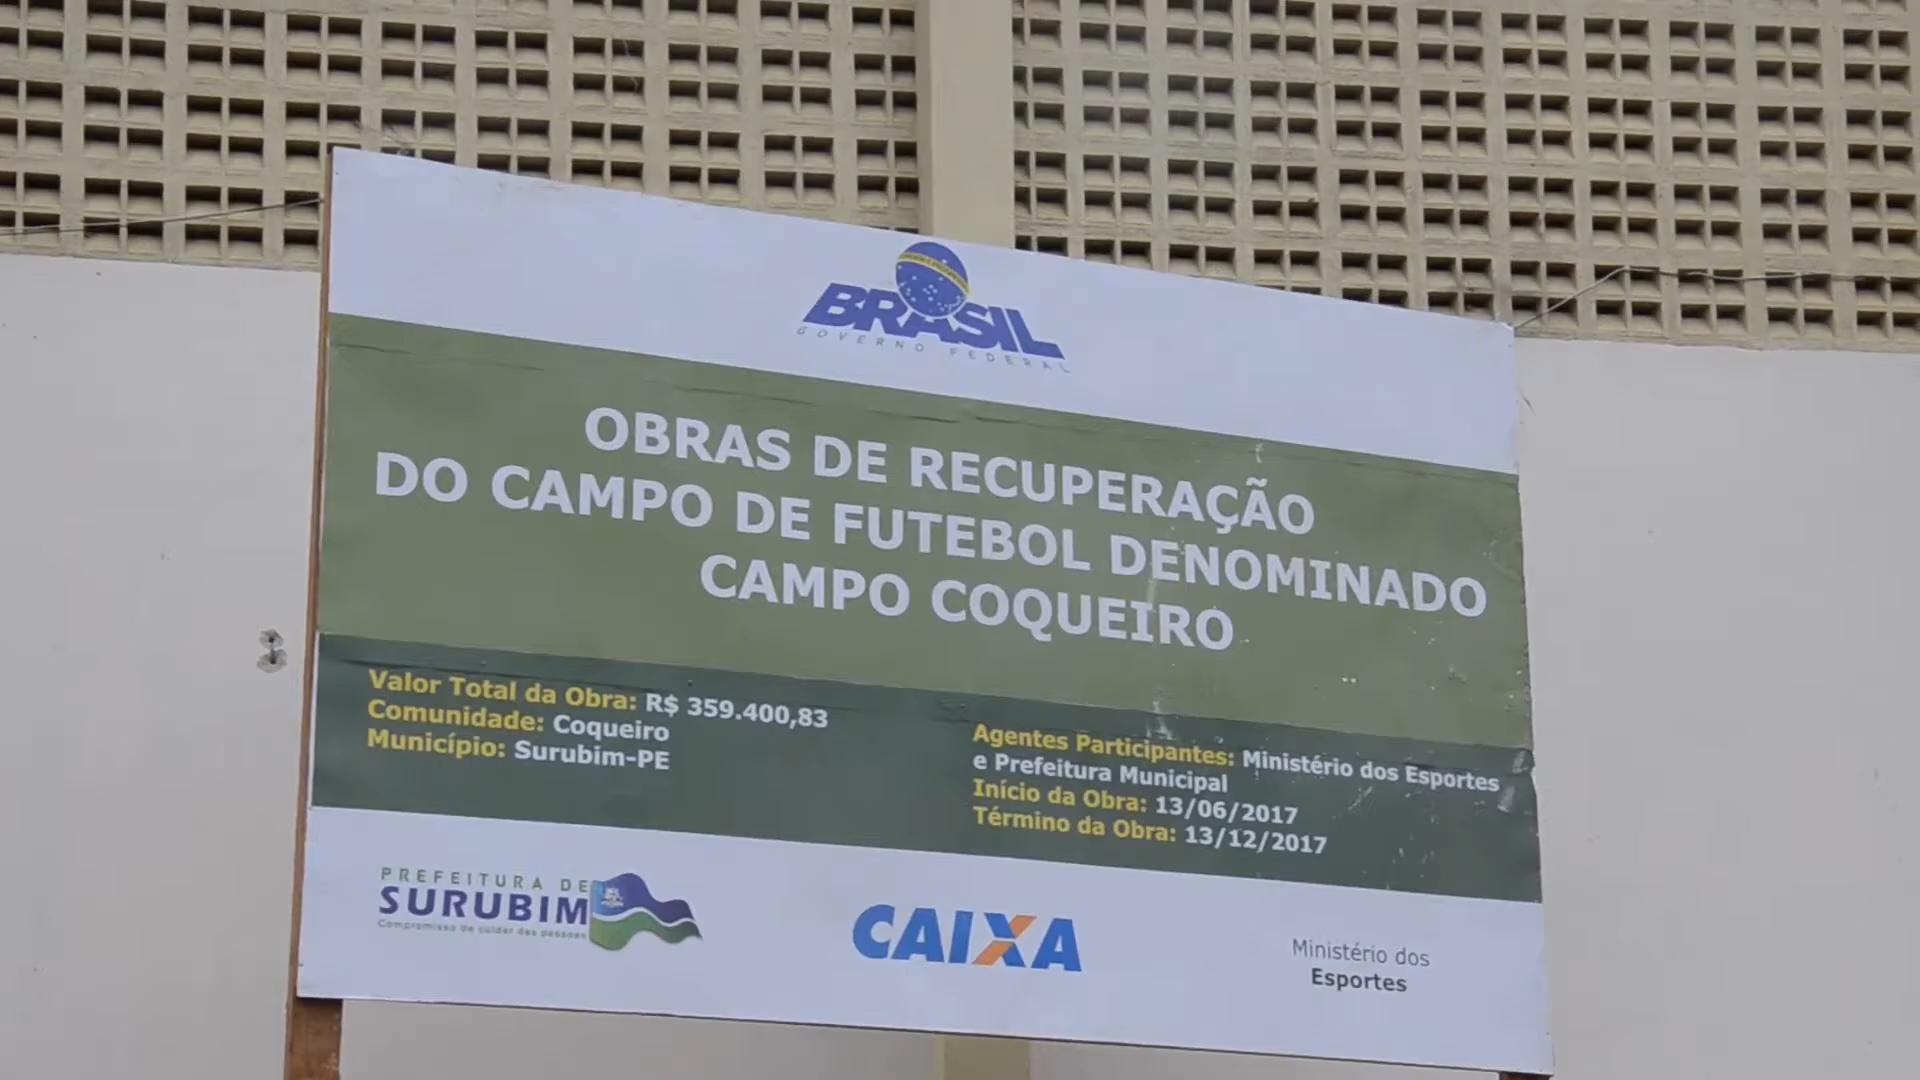 BRASIL
GOVERNO FEDERAL
OBRAS DE RECUPERAÇÃO
DO CAMPO DE FUTEBOL DENOMINADO
CAMPO COQUEIRO
Valor Total da Obra: R$ 359.400,83
Comunidade: Coqueiro
Município: Surubim-PE
Agentes Participantes: Ministério dos Esportes
e Prefeitura Municipal
Início da Obra: 13/06/2017
Término da Obra: 13/12/2017
PREFEITURA DE
SURUBIM
Compromisso de cuidar das pessoas
CAIXA
Ministério dos
Esportes